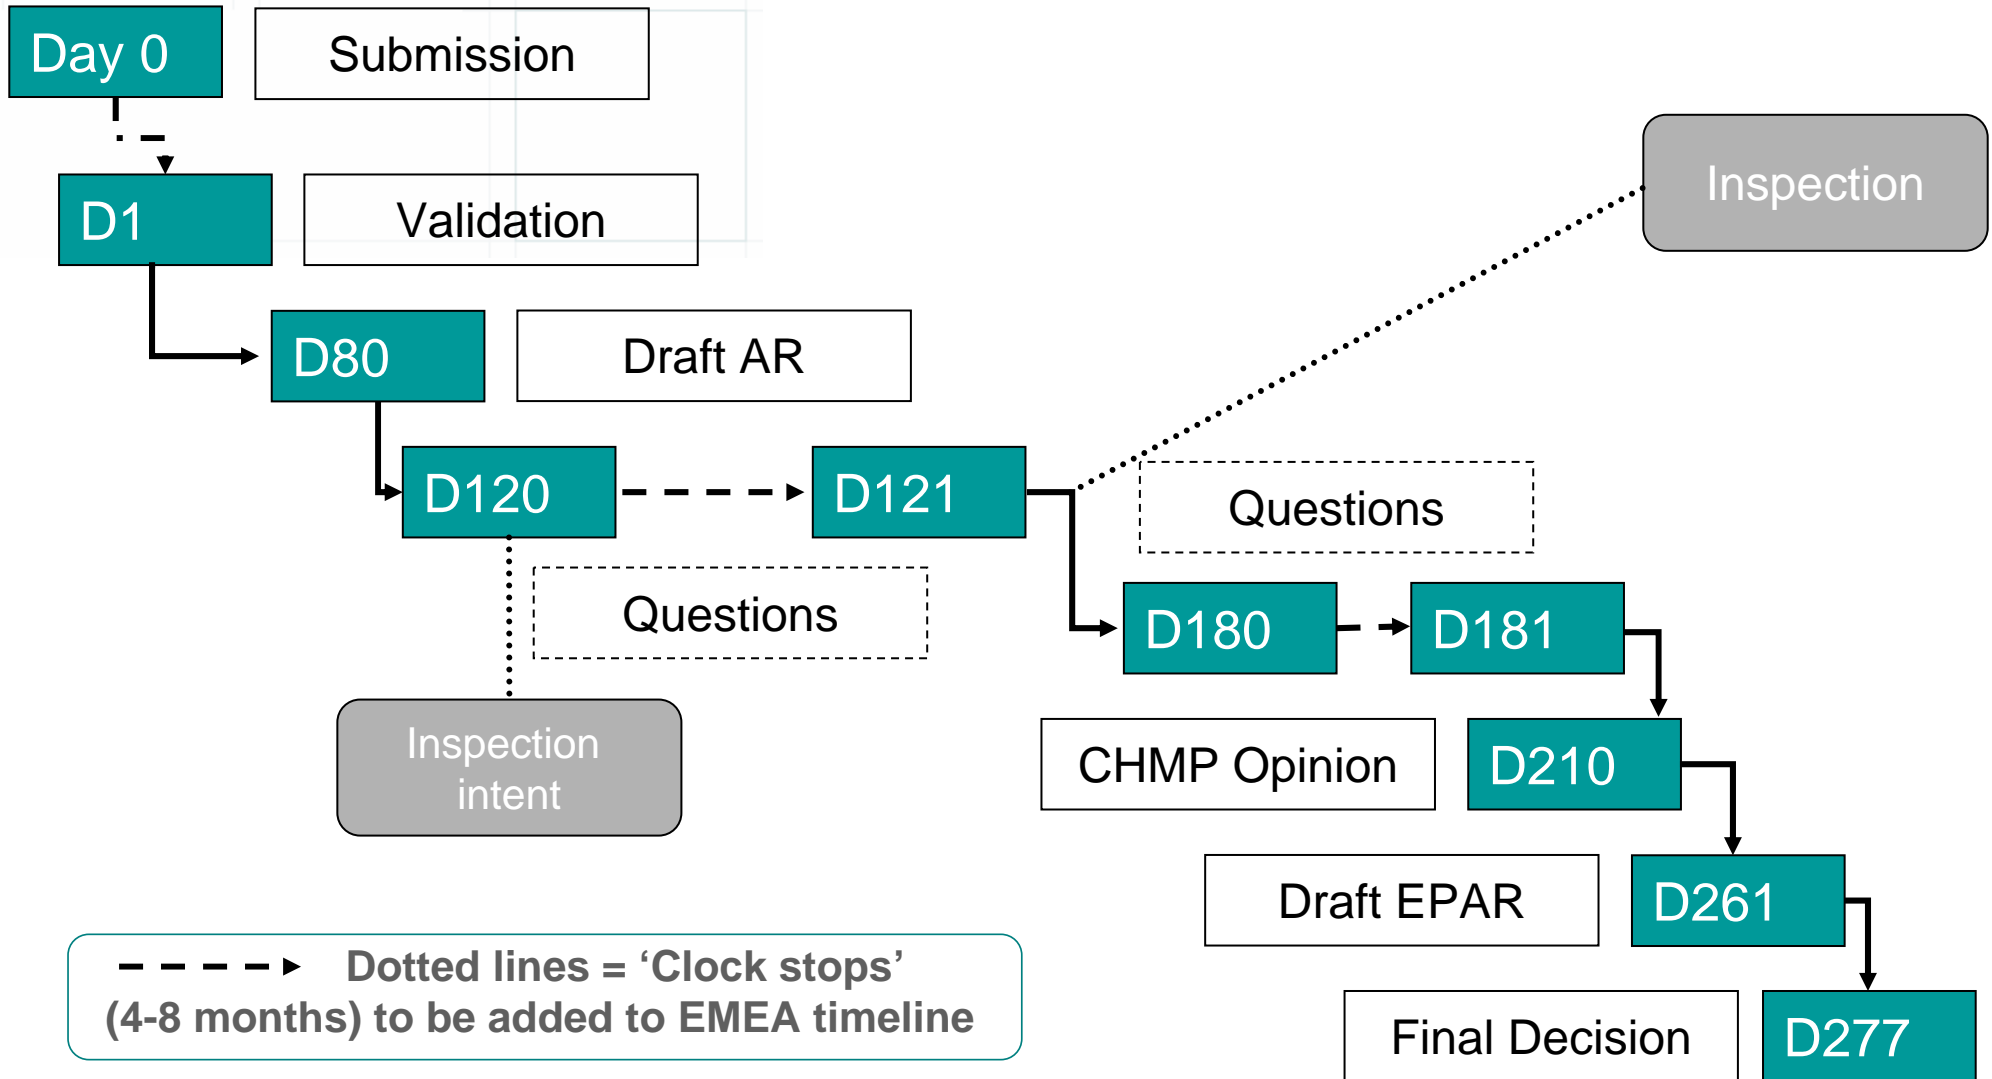 Day 0
Submission
D1
Validation
Inspection
D80
Draft AR
D120
D121
Questions
Questions
D180
D181
Inspection
intent
CHMP Opinion
D210
Draft EPAR
D261
Dotted lines = ‘Clock stops’
(4-8 months) to be added to EMEA timeline
Final Decision
D277